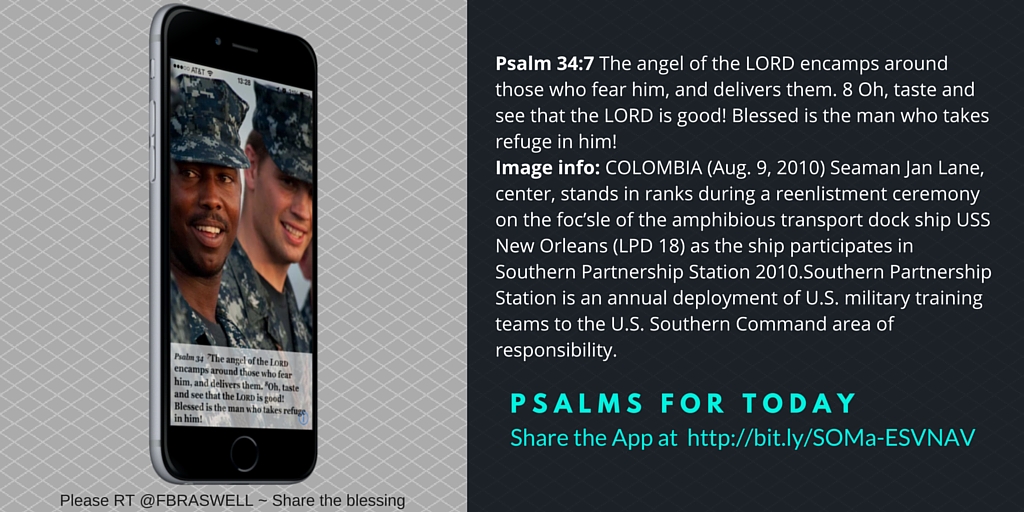 AT&T 13:28
Psalm 34 7The angel of the LORD
encamps around those who fear
him, and delivers them. 8Oh, taste
and see that the LORD is good!
Blessed is the man who takes refuge
in him!
Please RT @FBRASWELL ~ Share the blessing
Psalm 34:7 The angel of the LORD encamps around
those who fear him, and delivers them. 8 Oh, taste and
see that the LORD is good! Blessed is the man who takes
refuge in him!
Image info: COLOMBIA (Aug. 9, 2010) Seaman Jan Lane,
center, stands in ranks during a reenlistment ceremony
on the foc’sle of the amphibious transport dock ship USS
New Orleans (LPD 18) as the ship participates in
Southern Partnership Station 2010.Southern Partnership
Station is an annual deployment of U.S. military training
teams to the U.S. Southern Command area of
responsibility.
PSALMS FOR TODAY
Share the App at http://bit.ly/SOMa-ESVNAV